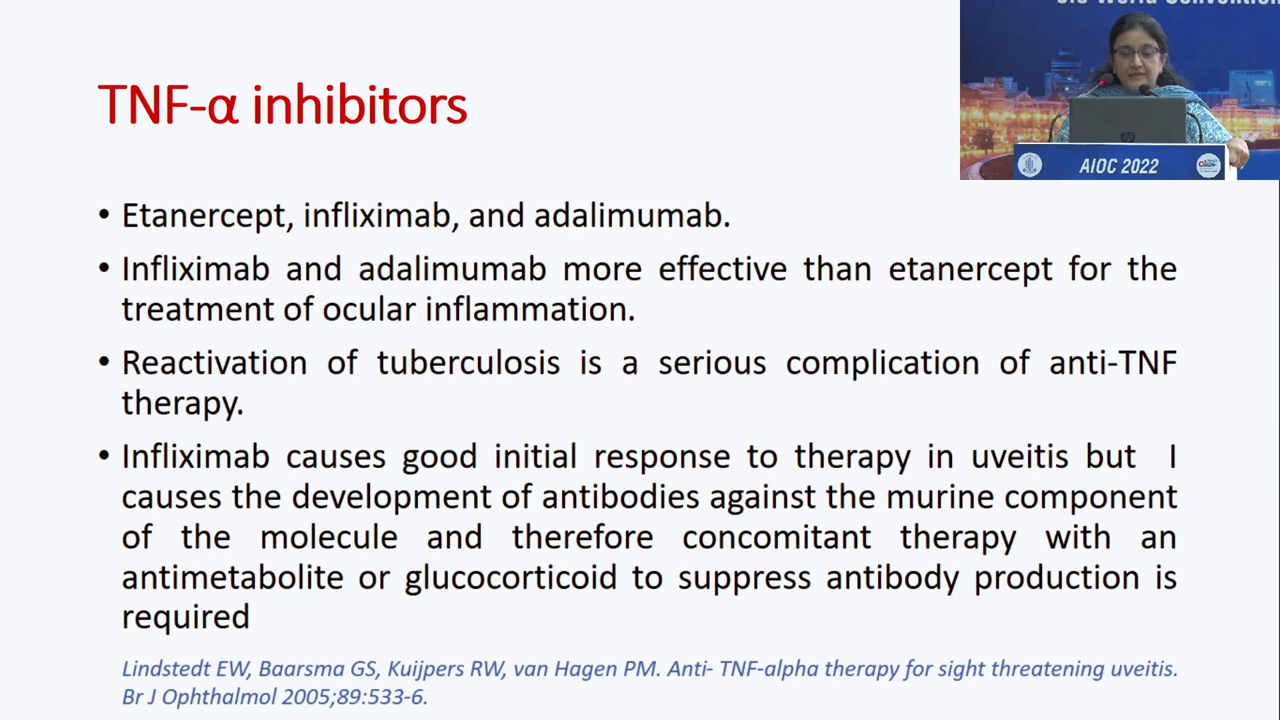 TNF-α inhibitors
AIOC 2022
• Etanercept, infliximab, and adalimumab.
• Infliximab and adalimumab more effective than etanercept for the
treatment of ocular inflammation.
• Reactivation of tuberculosis is a serious complication of anti-TNF
therapy.
• Infliximab causes good initial response to therapy in uveitis but I
causes the development of antibodies against the murine component
of the molecule and therefore concomitant therapy with an
antimetabolite or glucocorticoid to suppress antibody production is
required
Lindstedt EW, Baarsma GS, Kuijpers RW, van Hagen PM. Anti- TNF-alpha therapy for sight threatening uveitis.
Br J Ophthalmol 2005;89:533-6.